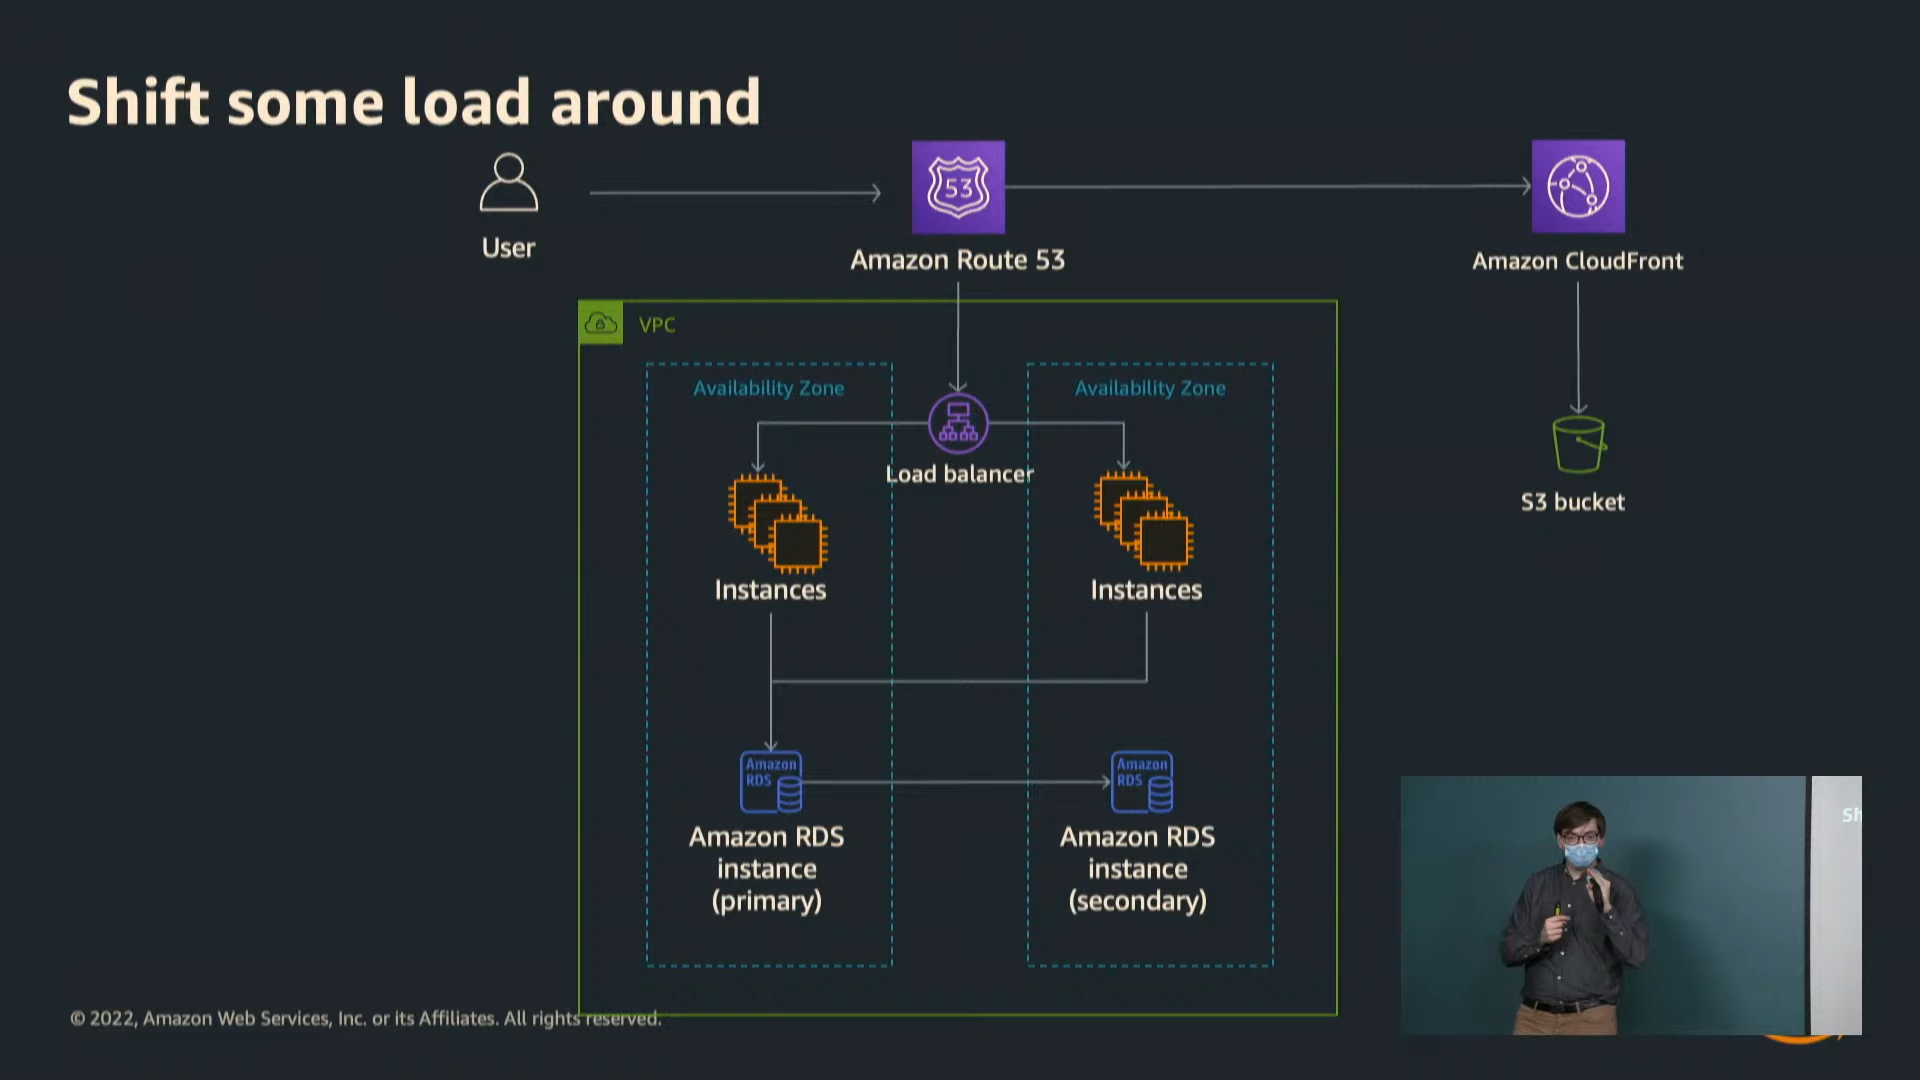 Shift some load around
User
53
Amazon Route 53
Amazon CloudFront
VPC
Availability Zone
Availability Zone
Load balancer
S3 bucket
Instances
Instances
Amazon
RDS
Amazon
RDS
Amazon RDS
instance
(primary)
Amazon RDS
instance
(secondary)
Sh
© 2022, Amazon Web Services, Inc. or its Affiliates. All rights reserved.